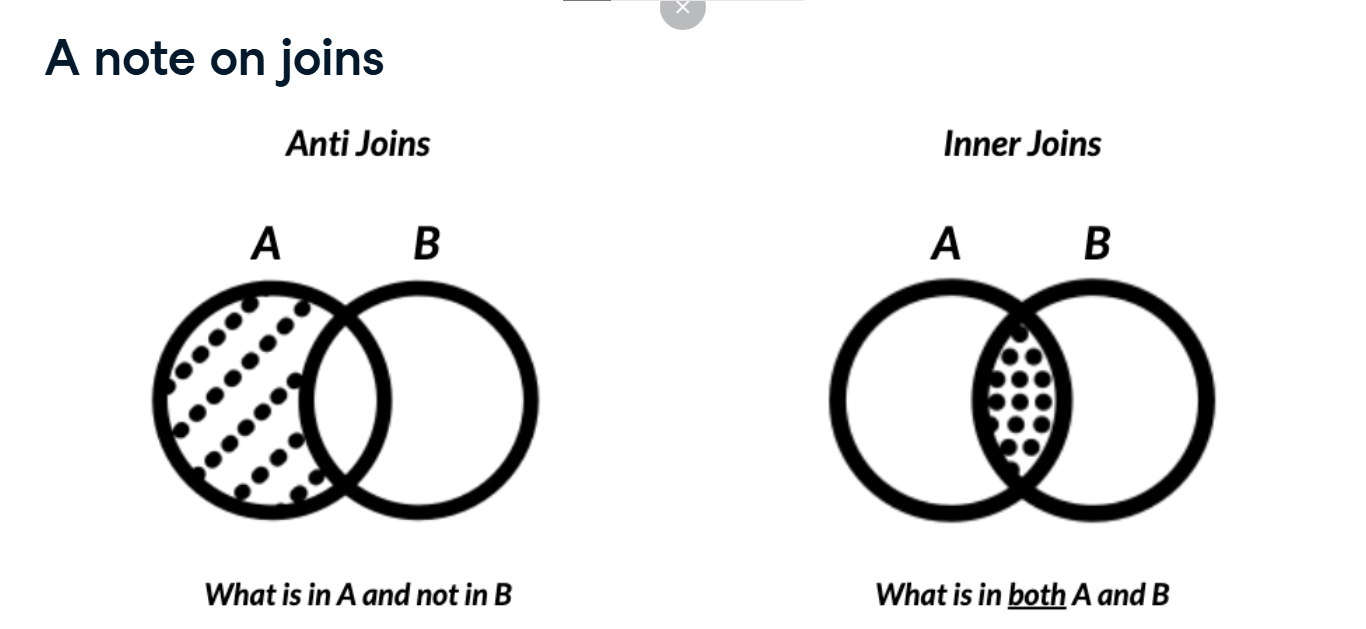 A note on joins
Anti Joins
Inner Joins
A B
A B
What is in A and not in B
What is in both A and B